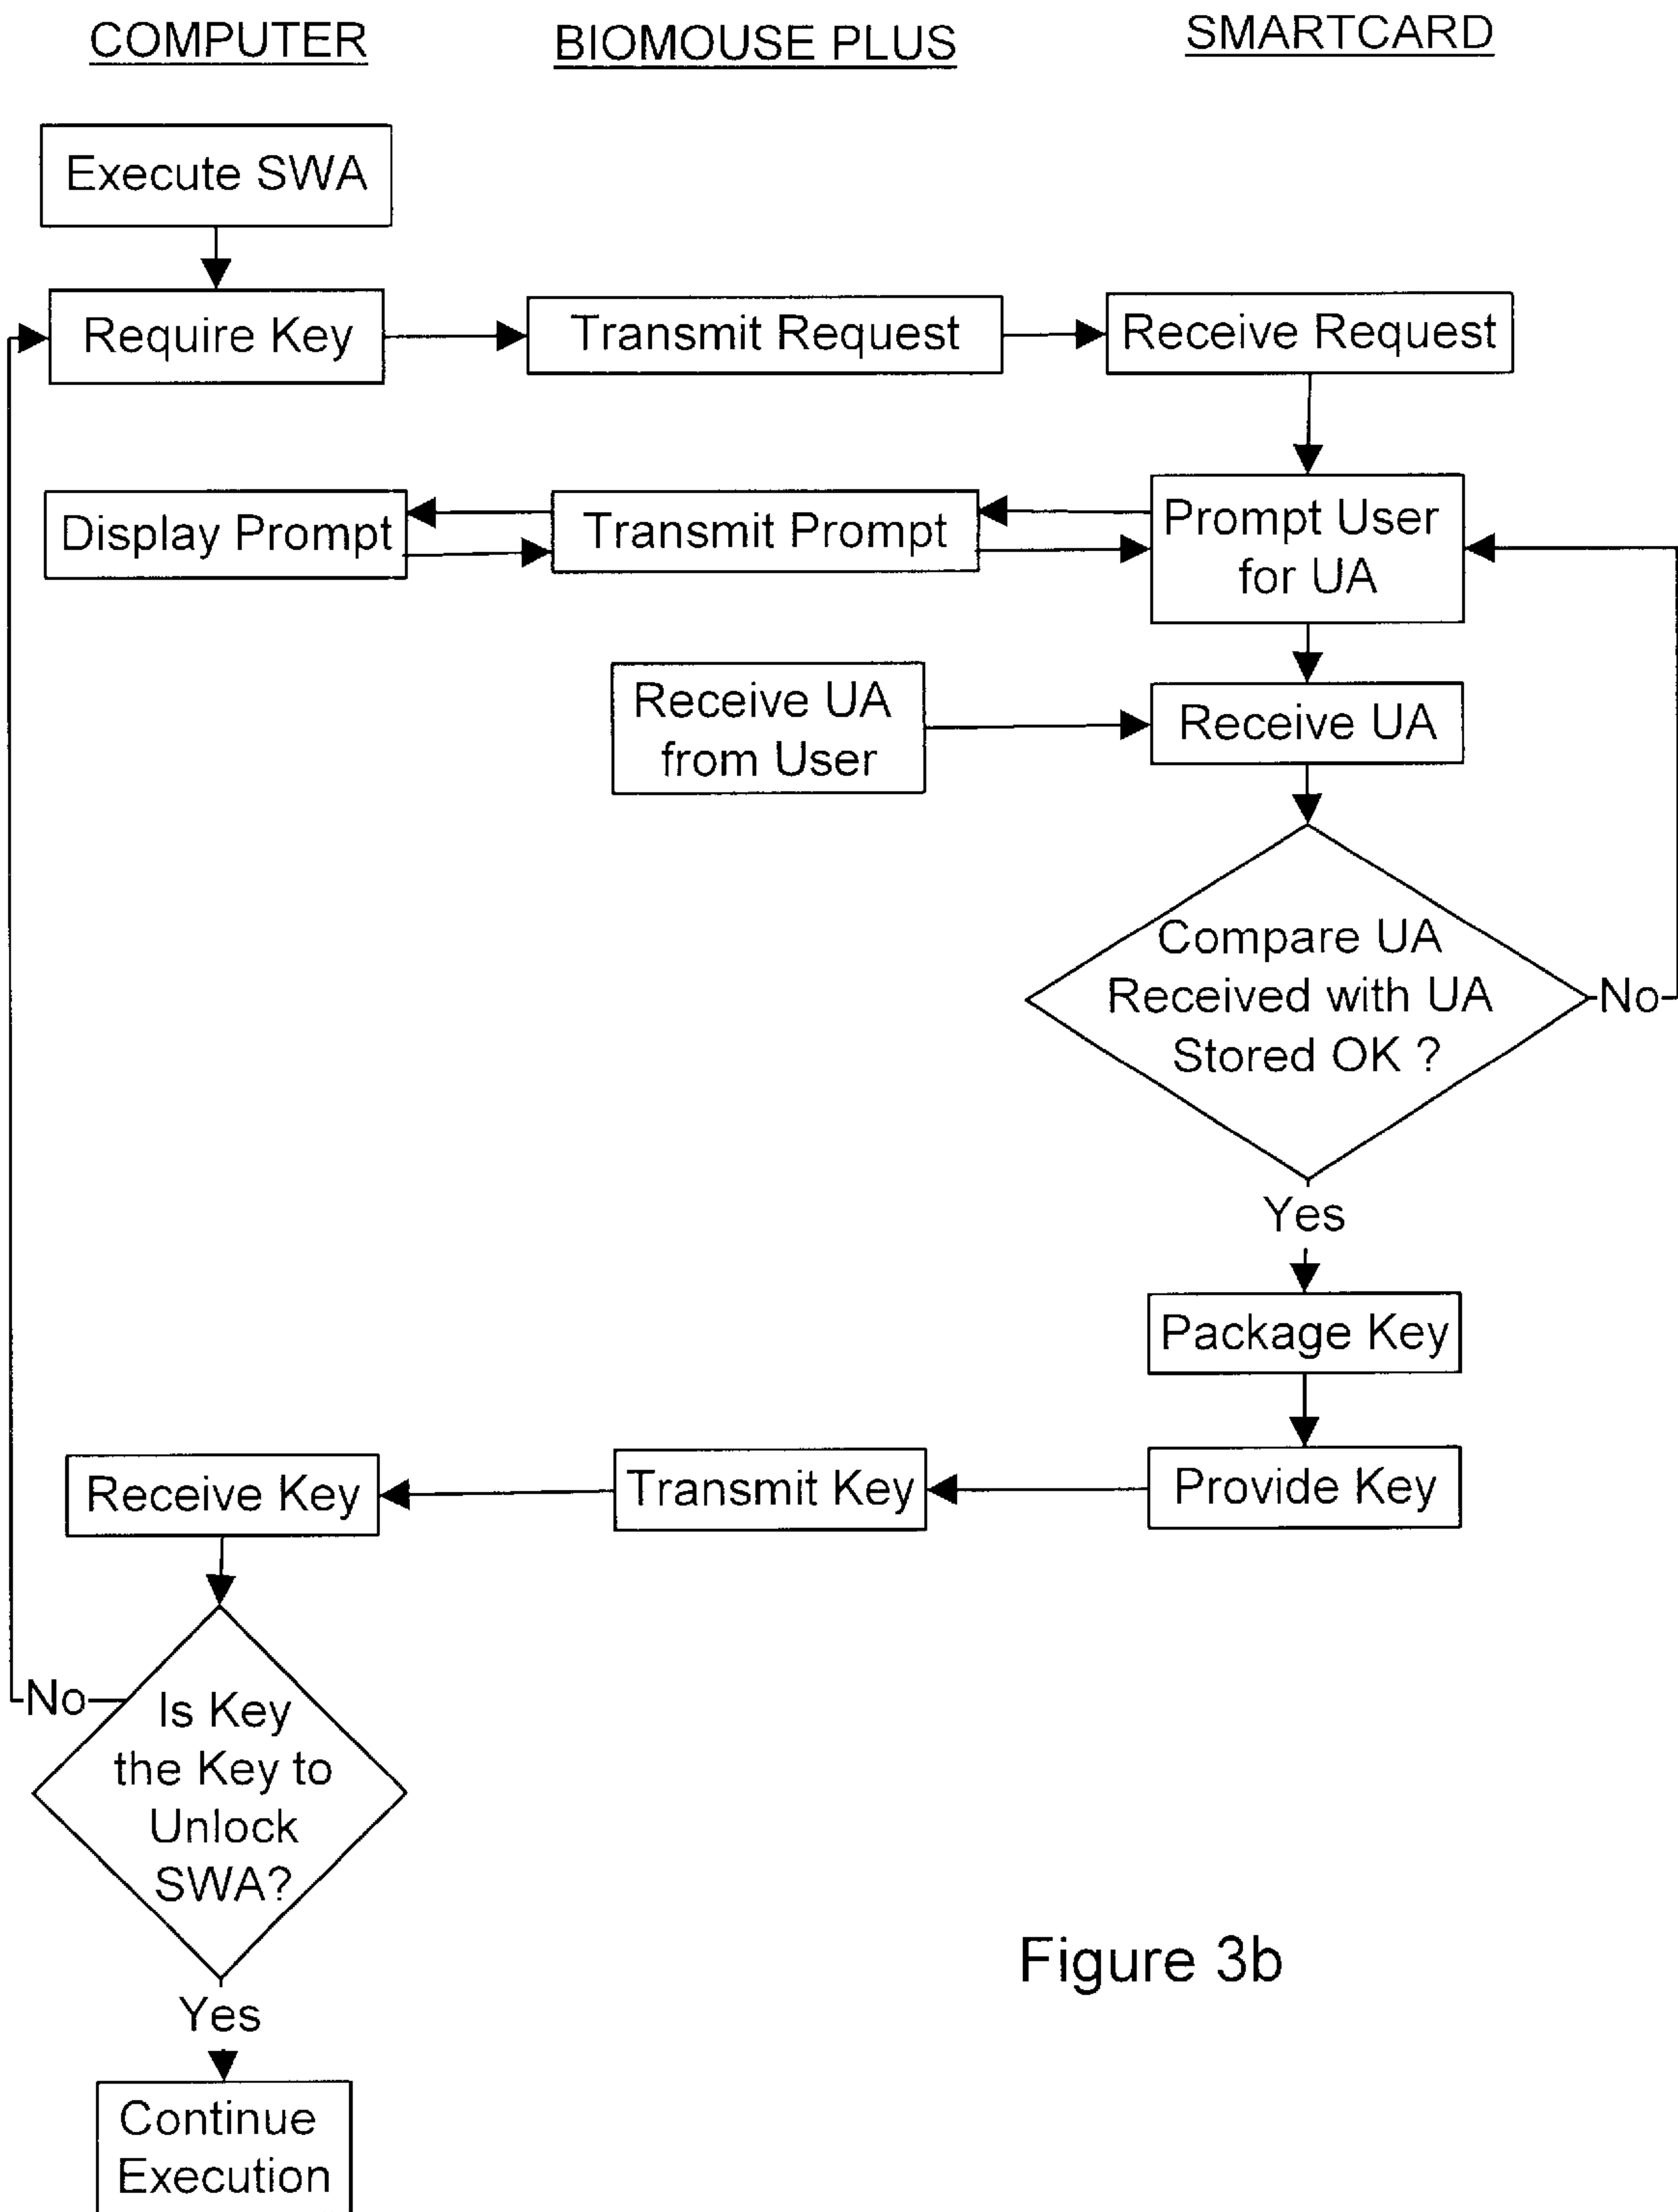 COMPUTER
BIOMOUSE PLUS
SMARTCARD
Execute SWA
Require Key
Transmit Request
Receive Request
Display Prompt
Transmit Prompt
Prompt User
for UA
Receive UA
from User
Receive UA
Compare UA
Received with UA
Stored OK ?
No
Yes
Package Key
Receive Key
Transmit Key
Provide Key
No
Is Key
the Key to
Unlock
SWA?
Yes
Continue
Execution
Figure 3b